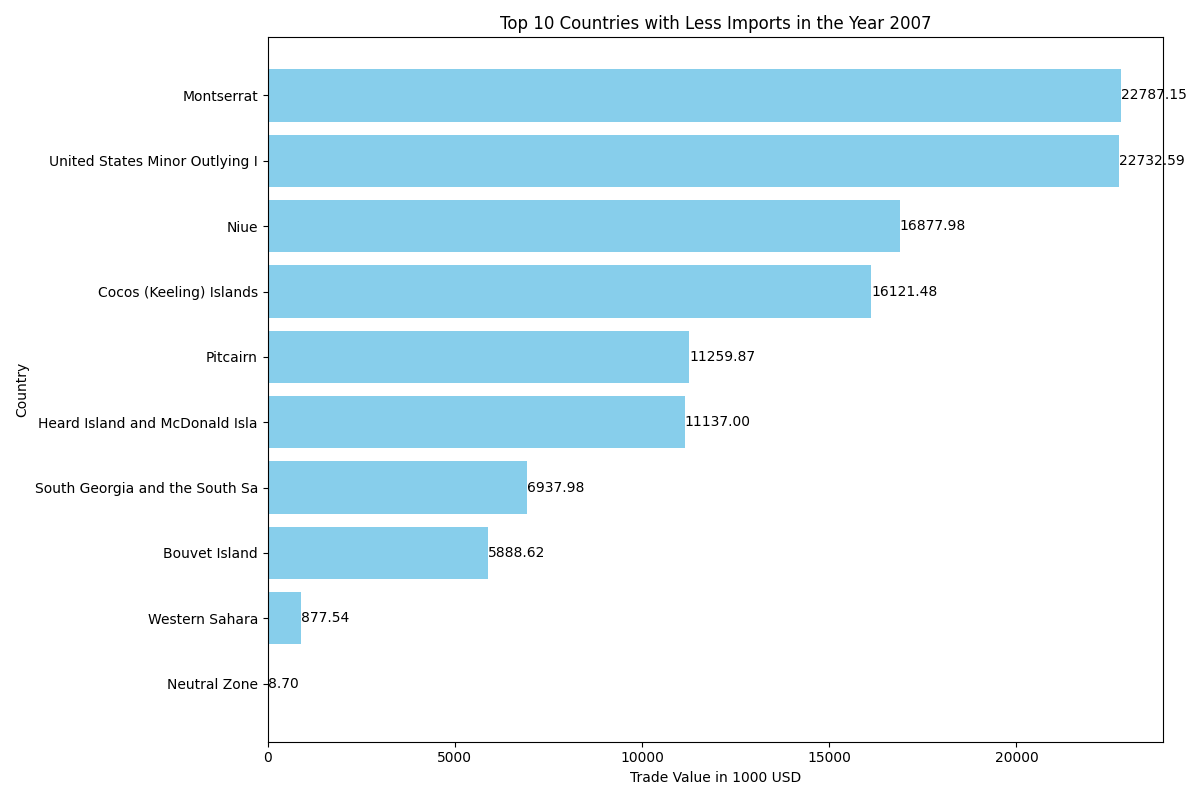 Top 10 Countries with Less Imports in the Year 2007
Country
Montserrat 22787.15
United States Minor Outlying I 22732.59
Niue 16877.98
Cocos (Keeling) Islands 16121.48
Pitcairn 11259.87
Heard Island and McDonald Isla 11137.00
South Georgia and the South Sa 6937.98
Bouvet Island 5888.62
Western Sahara 877.54
Neutral Zone 8.70
0 5000 10000 15000 20000
Trade Value in 1000 USD